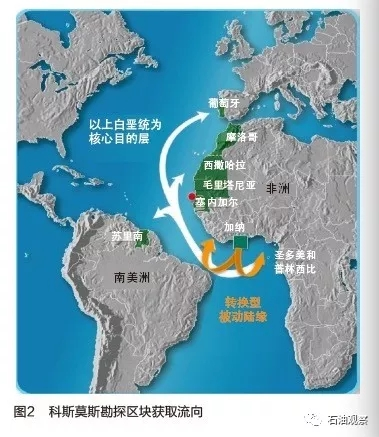 葡萄牙
以上白垩统为
核心目的层
摩洛哥
西撒哈拉
毛里塔尼亚
非洲
塞内加尔
加纳
苏里南
圣多美和
普林西比
南美洲
转换型
被动陆缘
图2 科斯莫斯勘探区块获取流向
石油观察